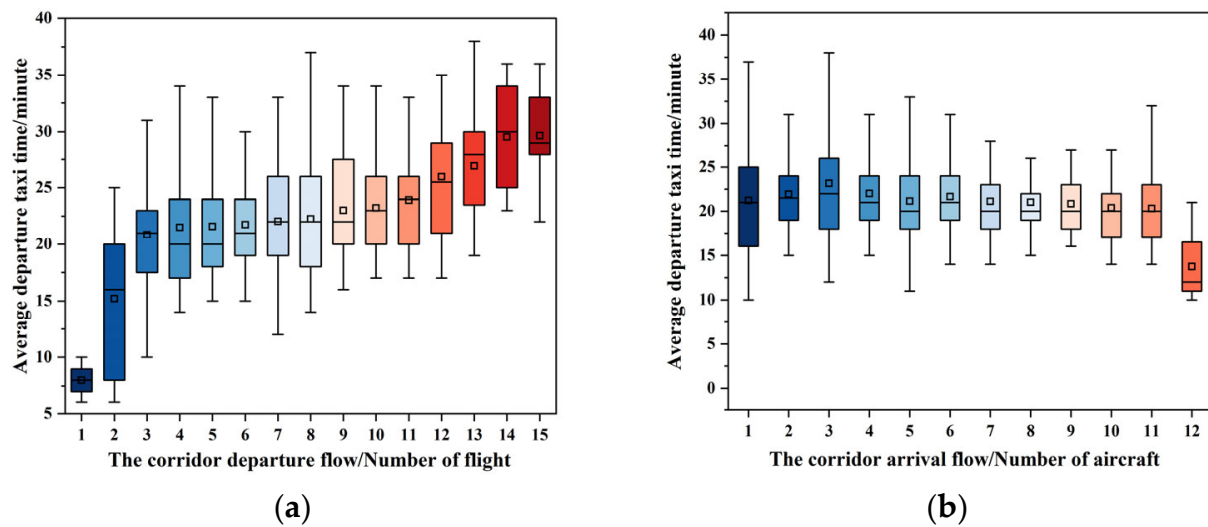 40
35
30
25
20
15
10
5
Average departure taxi time/minute
1 2 3 4 5 6 7 8 9 10 11 12 13 14 15
The corridor departure flow/Number of flight
(a)
40
35
30
25
20
15
10
5
0
Average departure taxi time/minute
1 2 3 4 5 6 7 8 9 10 11 12
The corridor arrival flow/Number of aircraft
(b)